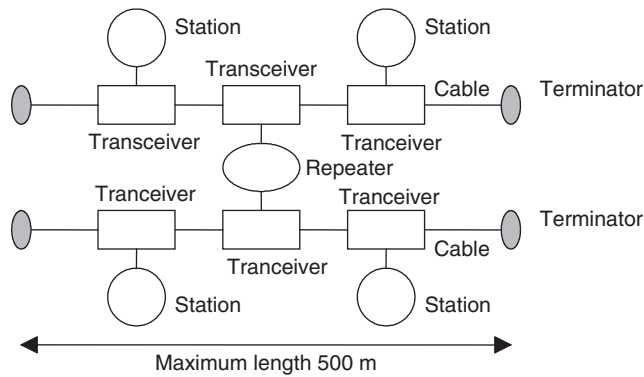 Station
Station
Transceiver
Cable
Terminator
Transceiver
Tranceiver
Repeater
Tranceiver
Tranceiver
Terminator
Tranceiver
Cable
Station
Station
Maximum length 500 m